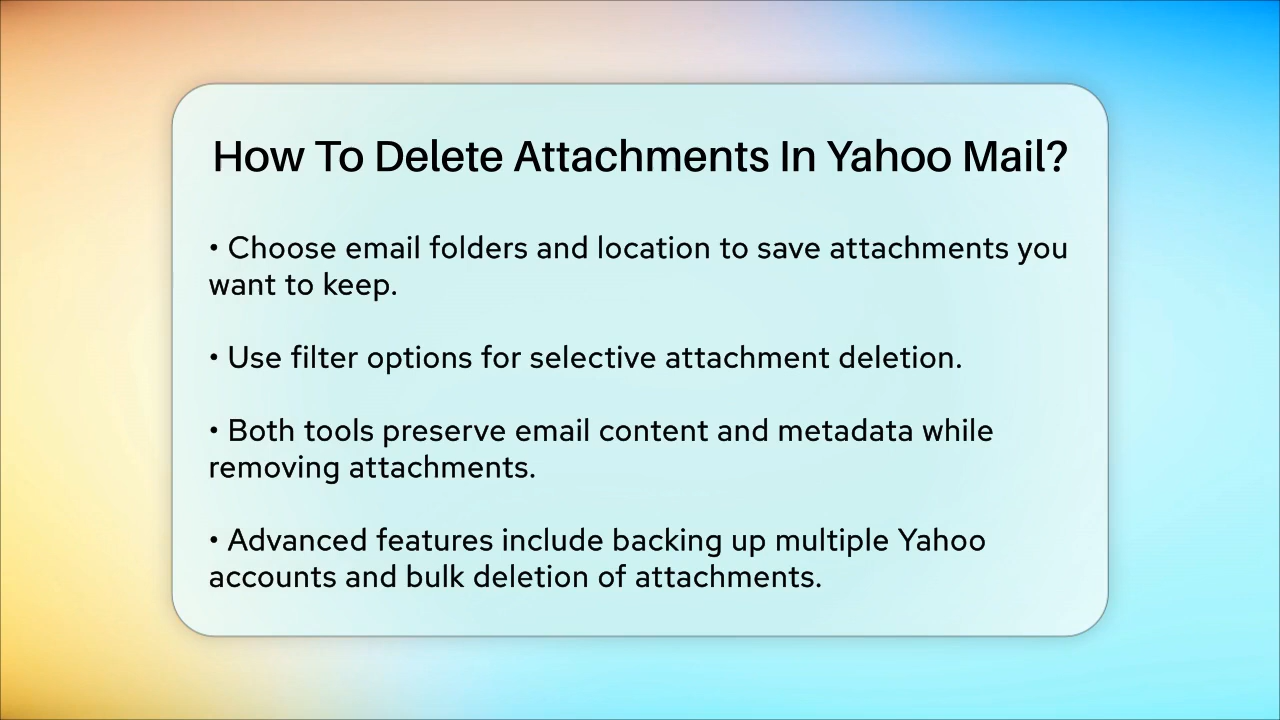 How To Delete Attachments In Yahoo Mail?
• Choose email folders and location to save attachments you
want to keep.
• Use filter options for selective attachment deletion.
• Both tools preserve email content and metadata while
removing attachments.
• Advanced features include backing up multiple Yahoo
accounts and bulk deletion of attachments.